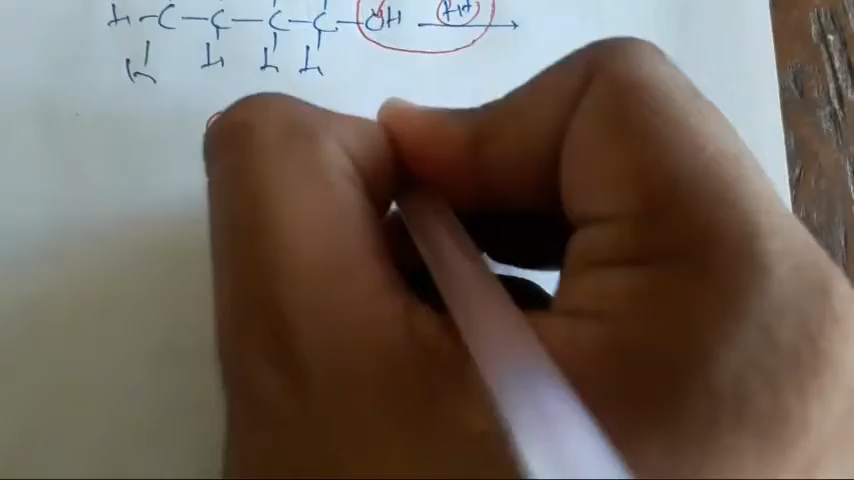 H - C - C - C - C - OH H+ →
H H H H